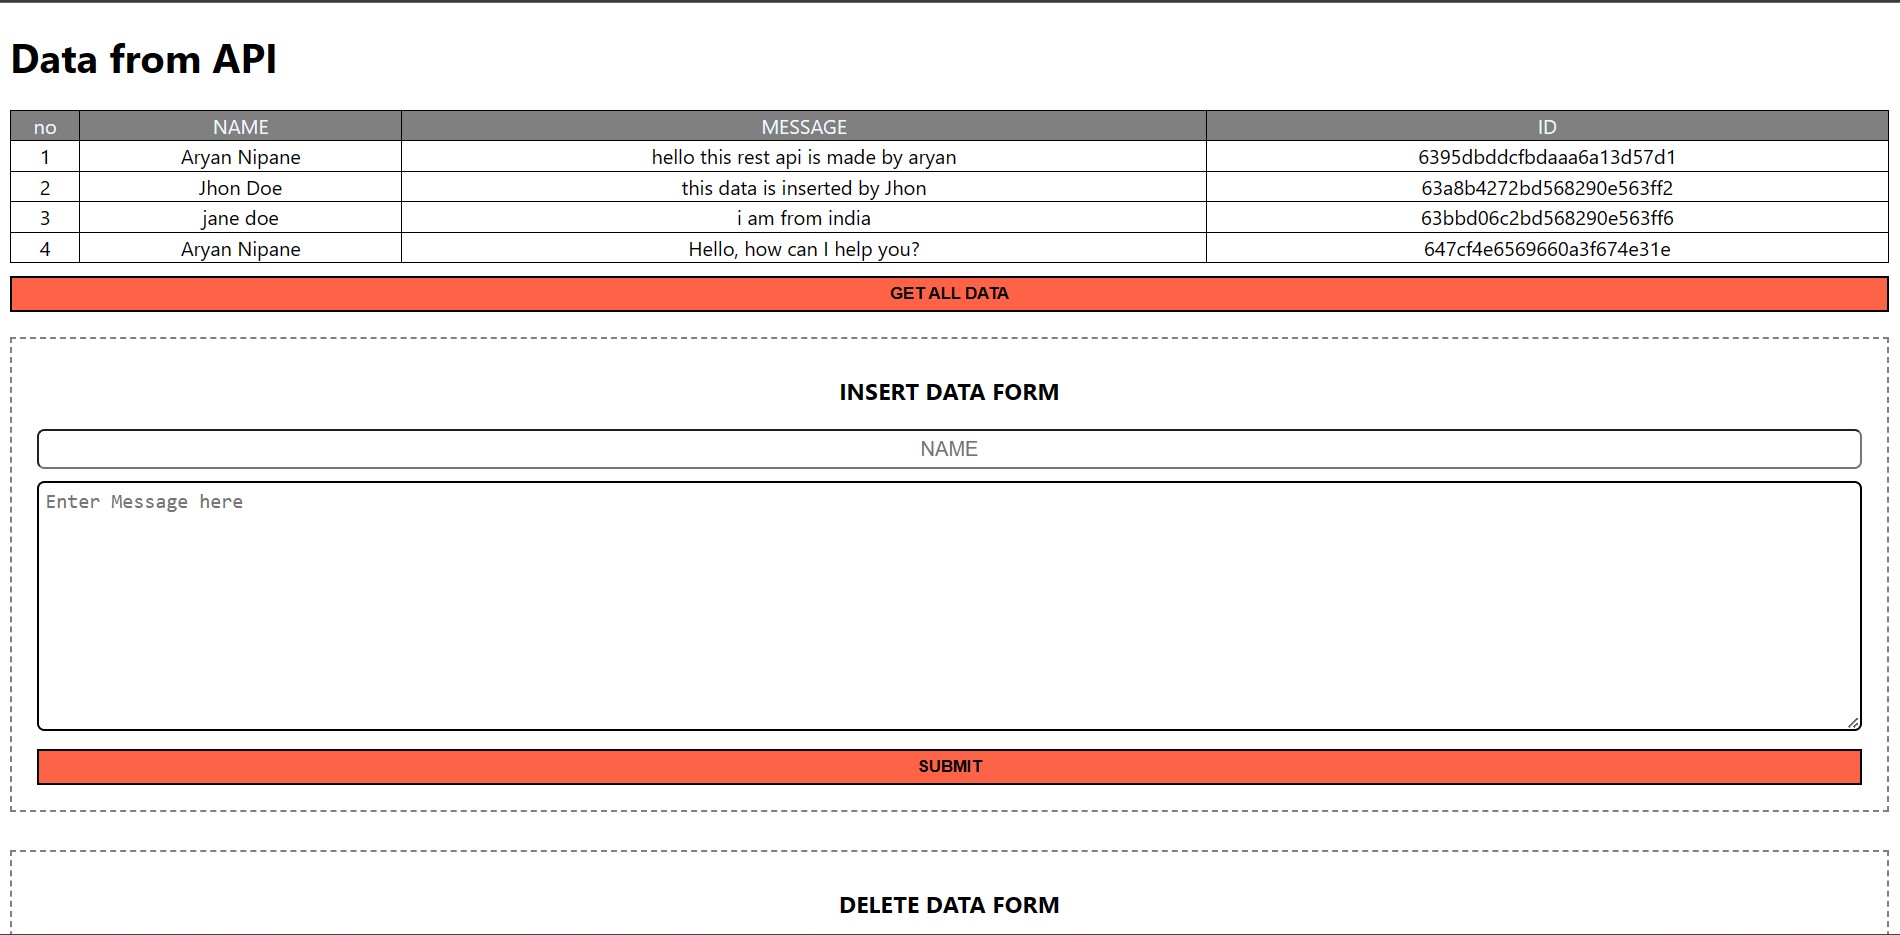 Data from API
no NAME MESSAGE ID
1 Aryan Nipane hello this rest api is made by aryan 6395dbddcfbdaaa6a13d57d1
2 Jhon Doe this data is inserted by Jhon 63a8b4272bd568290e563ff2
3 jane doe i am from india 63bbd06c2bd568290e563ff6
4 Aryan Nipane Hello, how can I help you? 647cf4e6569660a3f674e31e
GET ALL DATA
INSERT DATA FORM
NAME
Enter Message here
SUBMIT
DELETE DATA FORM